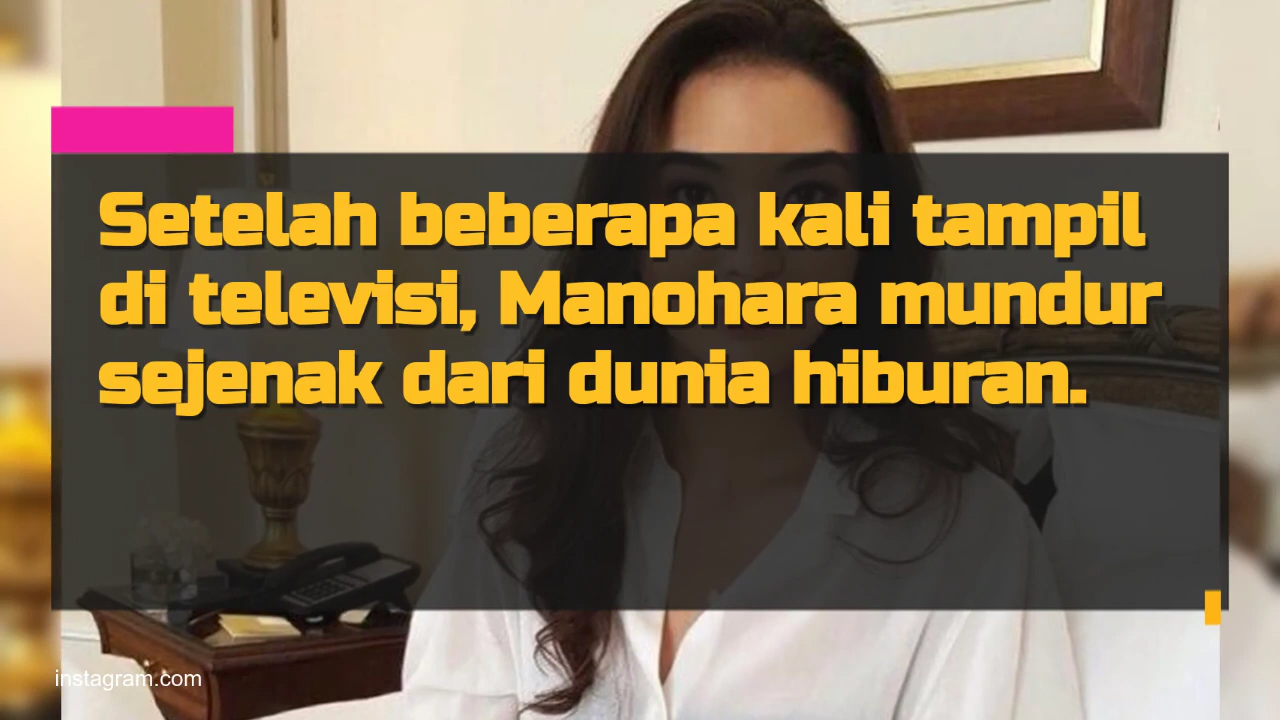 Setelah beberapa kali tampil
di televisi, Manohara mundur
sejenak dari dunia hiburan.
instagram.com